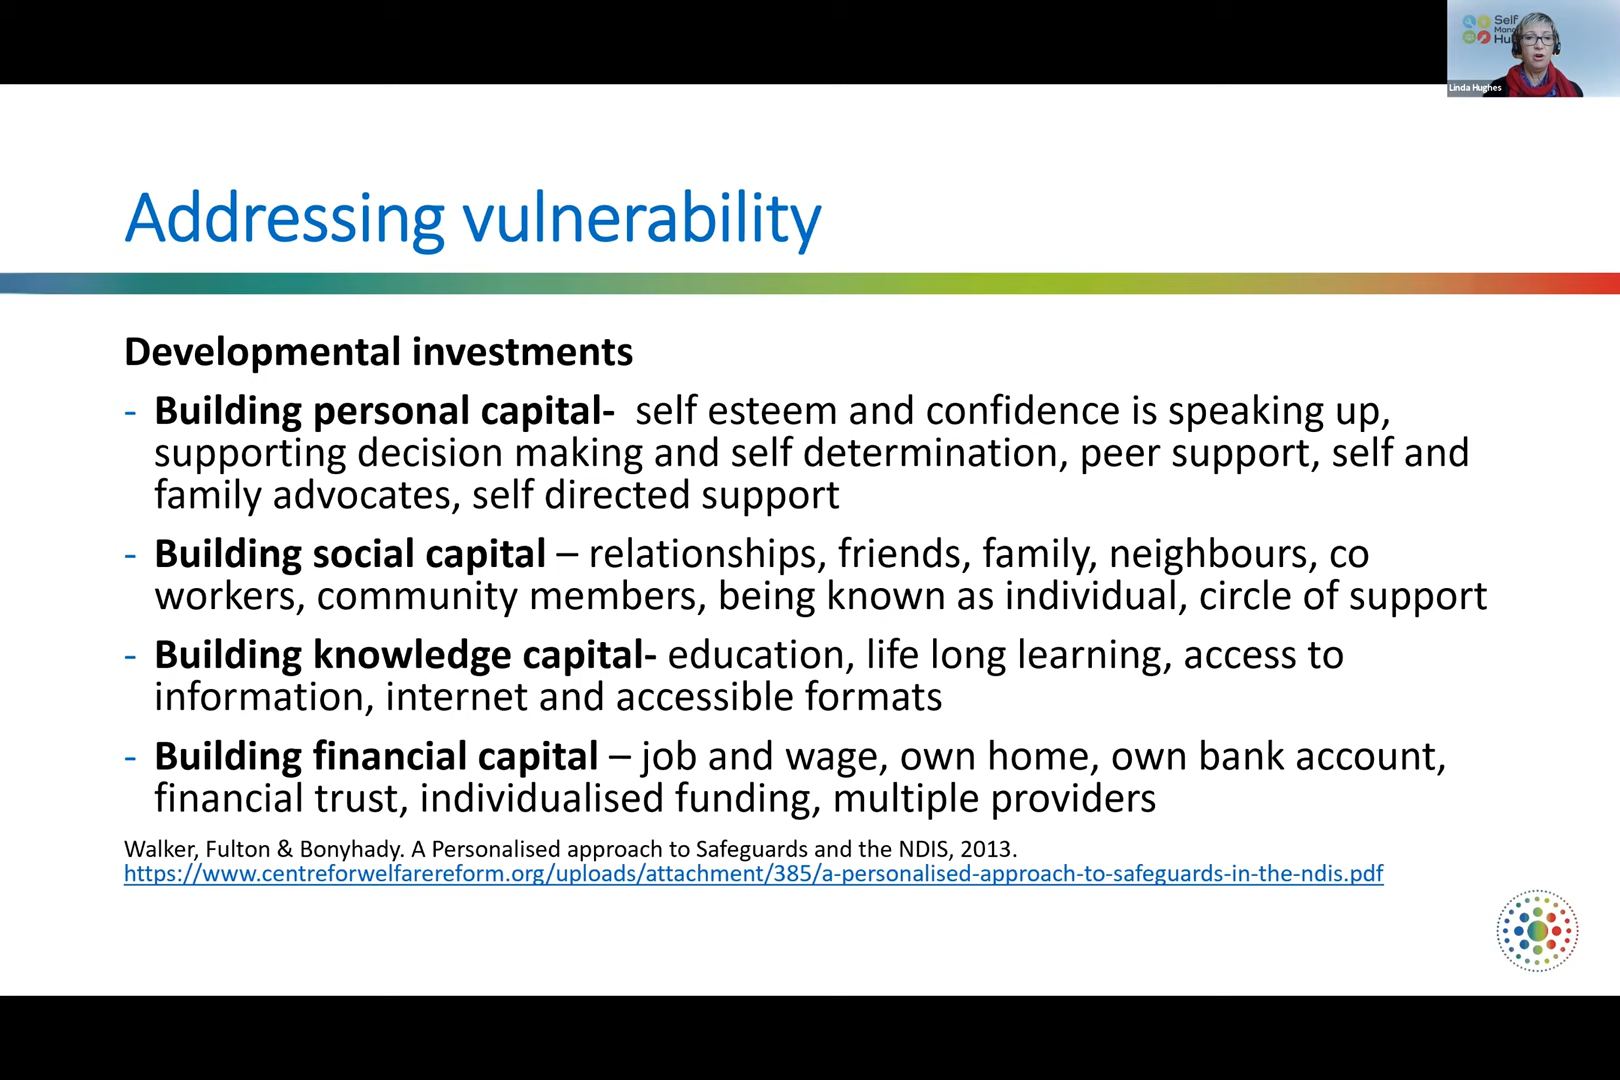 Self
Mana
Hu
Linda Hughes
Addressing vulnerability
Developmental investments
- Building personal capital-  self esteem and confidence is speaking up,
supporting decision making and self determination, peer support, self and
family advocates, self directed support
- Building social capital – relationships, friends, family, neighbours, co
workers, community members, being known as individual, circle of support
- Building knowledge capital- education, life long learning, access to
information, internet and accessible formats
- Building financial capital – job and wage, own home, own bank account,
financial trust, individualised funding, multiple providers
Walker, Fulton & Bonyhady. A Personalised approach to Safeguards and the NDIS, 2013.
https://www.centreforwelfarereform.org/uploads/attachment/385/a-personalised-approach-to-safeguards-in-the-ndis.pdf